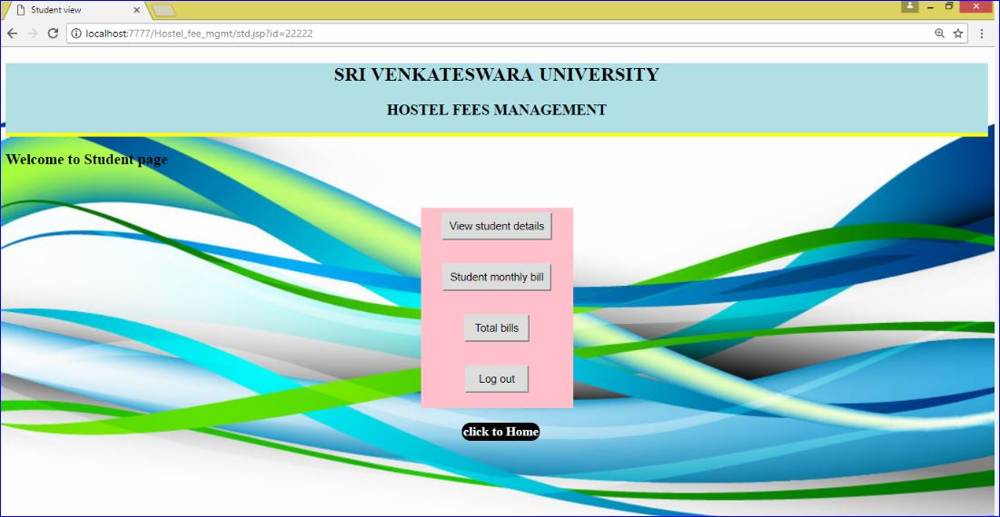 Student view
localhost:7777/Hostel_fee_mgmt/std.jsp?id=22222
SRI VENKATESWARA UNIVERSITY
HOSTEL FEES MANAGEMENT
Welcome to Student page
View student details
Student monthly bill
Total bills
Log out
click to Home